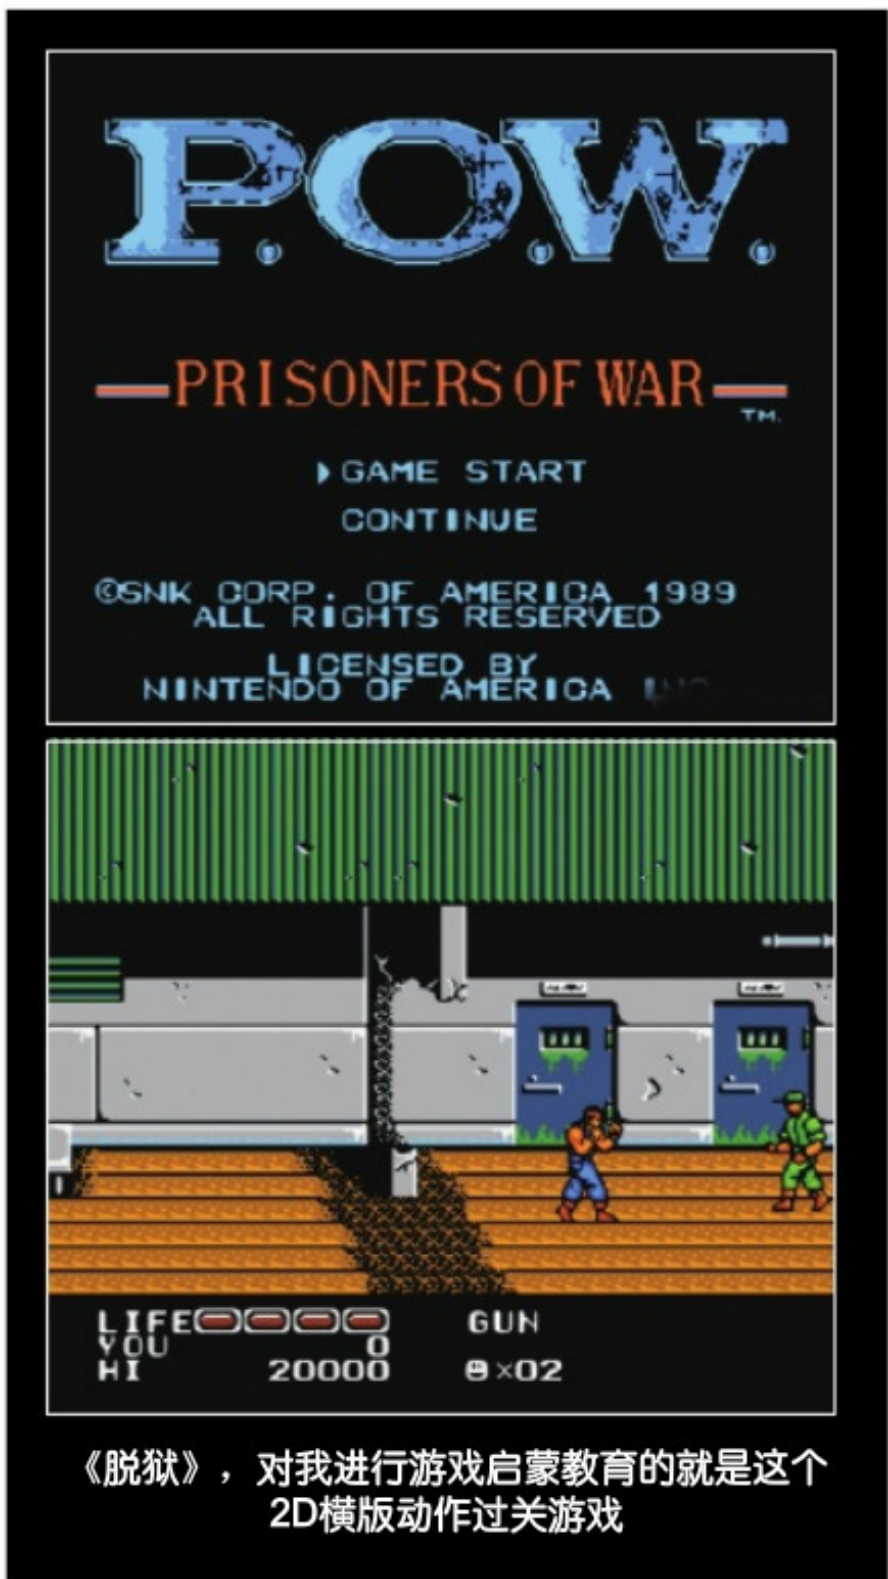 P.O.W.
PRISONERS OF WAR
TM.
GAME START
CONTINUE
©SNK CORP. OF AMERICA 1989
ALL RIGHTS RESERVED
LICENSED BY
NINTENDO OF AMERICA INC
LIFE GUN
YOU 0
HI 20000 ×02
《脱狱》，对我进行游戏启蒙教育的就是这个
2D横版动作过关游戏